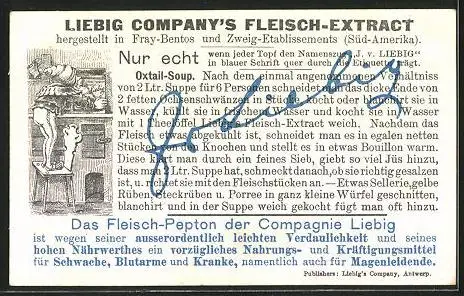 LIEBIG COMPANY'S FLEISCH-EXTRACT
hergestellt in Fray-Bentos und Zweig-Etablissements (Süd-Amerika).
Nur echt wenn jeder Topf den Namenszug „J. v. LIEBIG“
in blauer Schrift quer durch die Etiquette trägt.
Oxtail-Soup. Nach dem einmal angenommenen Verhältniss
von 2 Ltr. Suppe für 6 Personen schneidet man das dicke Ende von
2 fetten Ochsenschwänzen in Stücke, kocht oder blanchirt sie in
Wasser, kühlt sie in frischem Wasser und kocht sie in Wasser
mit 1 Theelöffel Liebig's Fleisch-Extract weich. Nachdem das
Fleisch etwas abgekühlt ist, schneidet man es in egalen netten
Stücken vom Knochen und stellt es in etwas Bouillon warm.
Diese klärt man durch ein feines Sieb, giebt so viel Jüs hinzu,
dass man 2 Ltr. Suppe hat, schmeckt danach, ob sie richtig gesalzen
ist, u. richtet sie mit den Fleischstücken an. — Etwas Sellerie, gelbe
Rüben, Steckrüben u. Porree in ganz kleine Würfel geschnitten,
blanchirt und in der Suppe weich gekocht fügt man oft hinzu.
Das Fleisch-Pepton der Compagnie Liebig
ist wegen seiner ausserordentlich leichten Verdaulichkeit und seines
hohen Nährwerthes ein vorzügliches Nahrungs- und Kräftigungsmittel
für Schwache, Blutarme und Kranke, namentlich auch für Magenleidende.
Publishers: Liebig's Company, Antwerp.